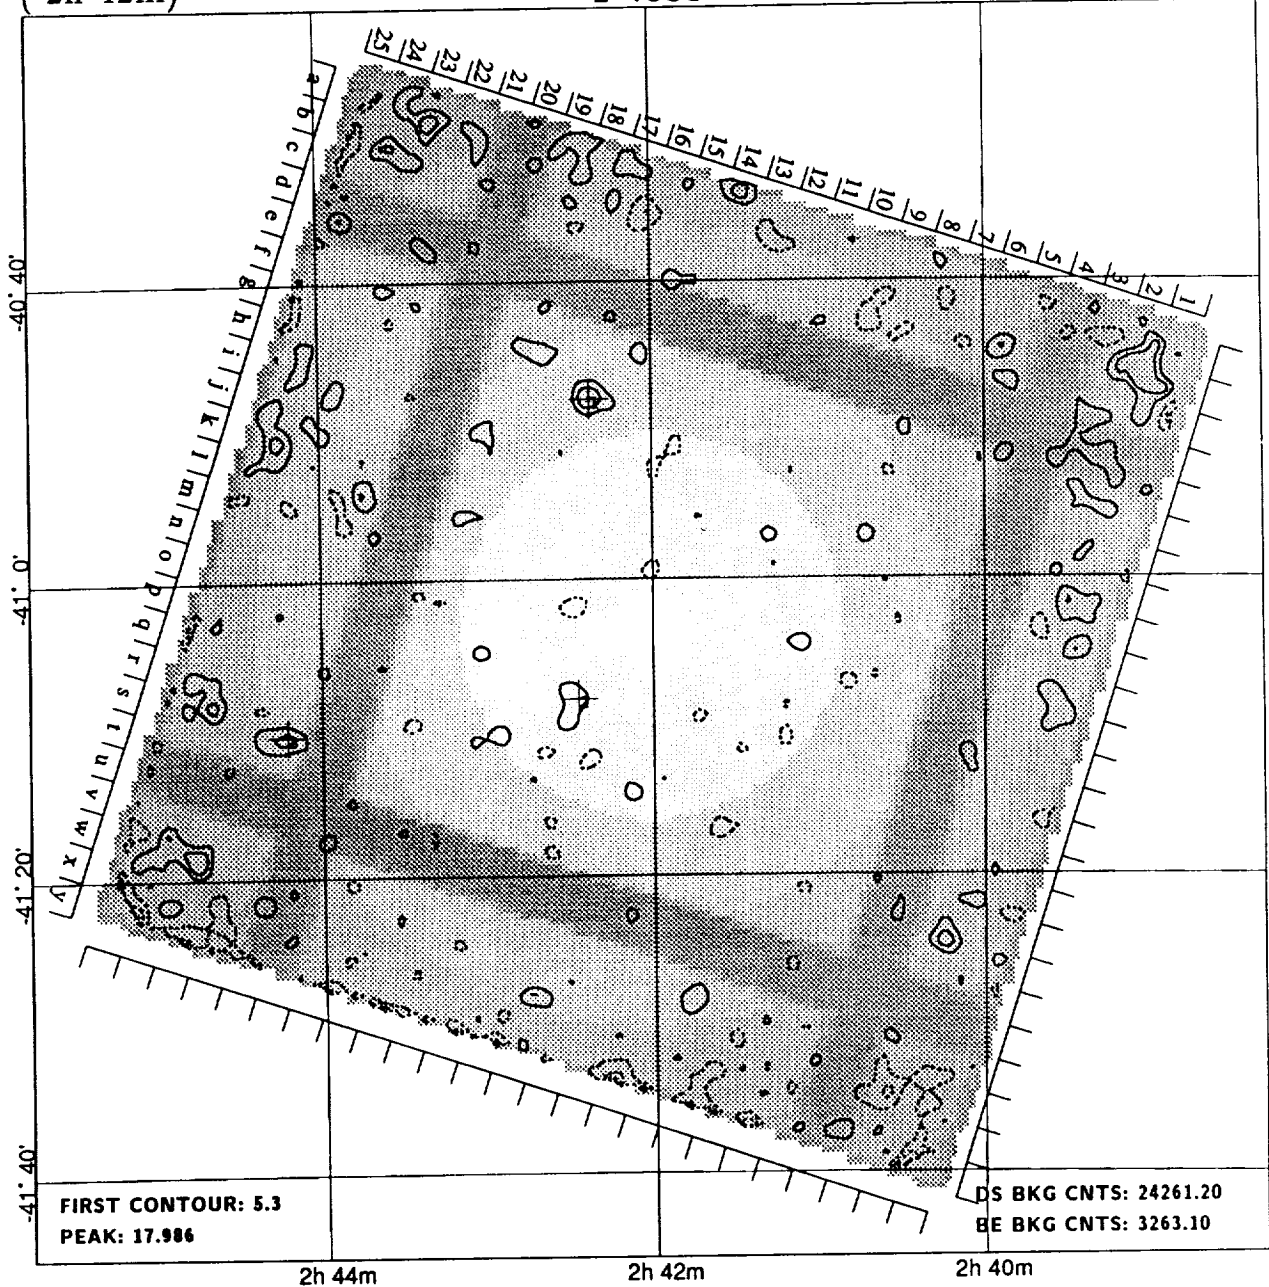 25 24 23 22 21 20 19 18 17 16 15 14 13 12 11 10 9 8 7 6 5 4 3 2 1
a b c d e f g h i j k l m n o p q r s t u v w x y
-40° 40'
-41° 0'
-41° 20'
-41° 40'
FIRST CONTOUR: 5.3
PEAK: 17.986
DS BKG CNTS: 24261.20
BE BKG CNTS: 3263.10
2h 44m
2h 42m
2h 40m